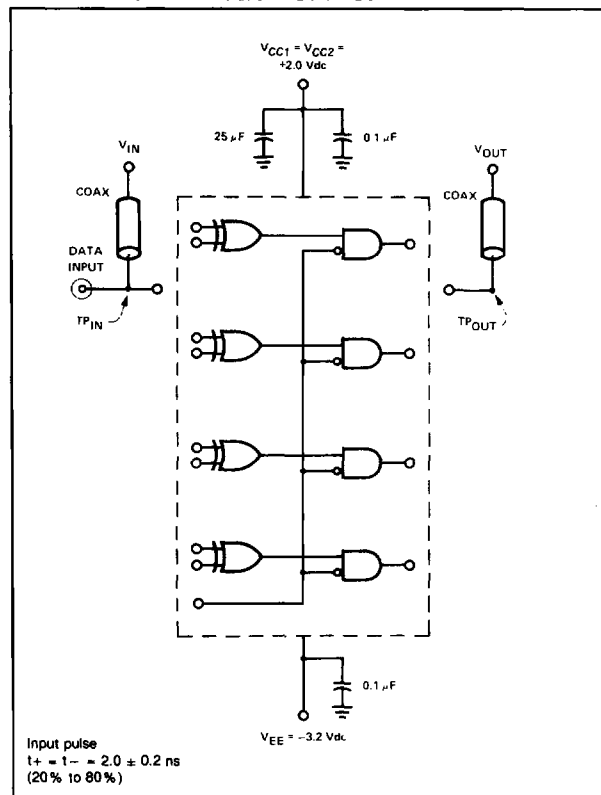 VCC1 = VCC2 =
+2.0 Vdc
25 µF
0.1 µF
VIN
VOUT
COAX
COAX
DATA
INPUT
TPIN
TPOUT
0.1 µF
VEE = -3.2 Vdc
Input pulse
t+ = t- = 2.0 ± 0.2 ns
(20% to 80%)